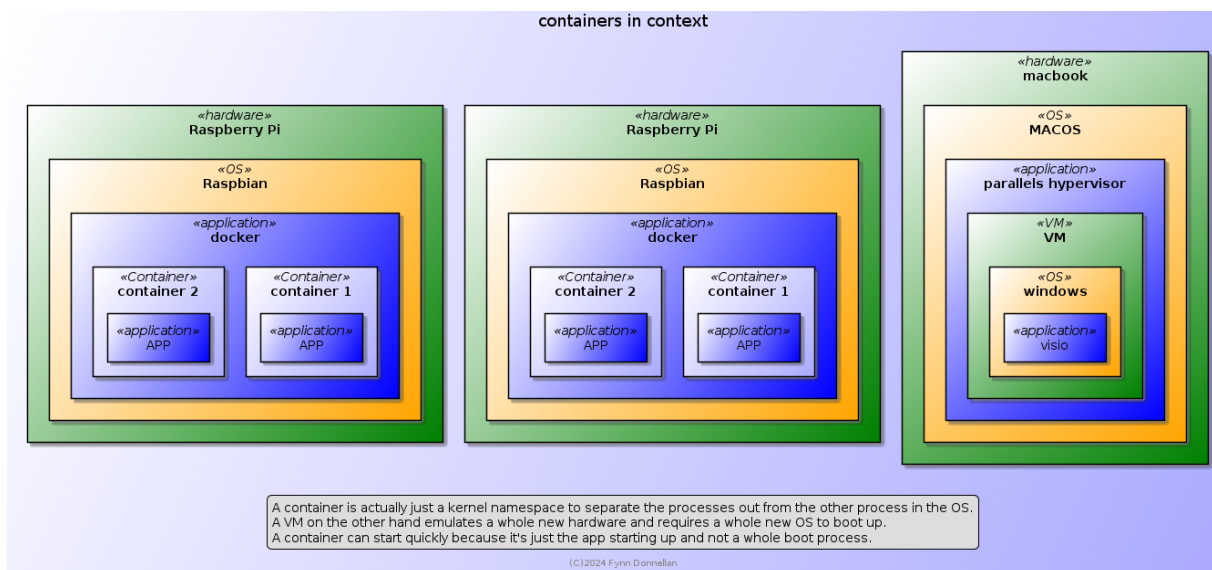 containers in context
«hardware»
Raspberry Pi
«OS»
Raspbian
«application»
docker
«Container»
container 2
«application»
APP
«Container»
container 1
«application»
APP
«hardware»
Raspberry Pi
«OS»
Raspbian
«application»
docker
«Container»
container 2
«application»
APP
«Container»
container 1
«application»
APP
«hardware»
macbook
«OS»
MACOS
«application»
parallels hypervisor
«VM»
VM
«OS»
windows
«application»
visio
A container is actually just a kernel namespace to separate the processes out from the other process in the OS.
A VM on the other hand emulates a whole new hardware and requires a whole new OS to boot up.
A container can start quickly because it's just the app starting up and not a whole boot process.
(C)2024 Fynn Donnellan